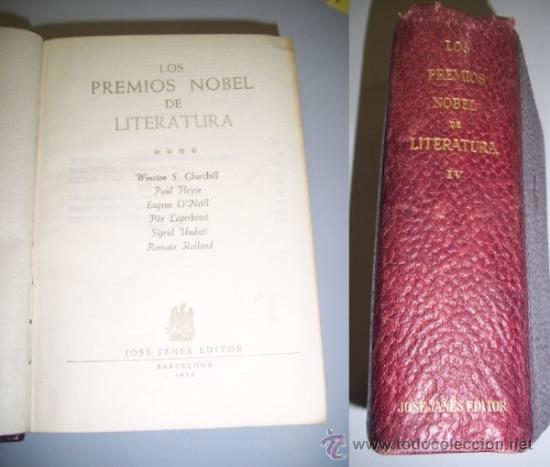 LOS
PREMIOS NOBEL
DE
LITERATURA
Winston S. Churchill
Paul Heyse
Eugene O'Neill
Pär Lagerkvist
Sigrid Undset
Romain Rolland
JOSE JANES EDITOR
BARCELONA
1954
LOS
PREMIOS
NOBEL
DE
LITERATURA
IV
JOSE JANES EDITOR
todocoleccion.net